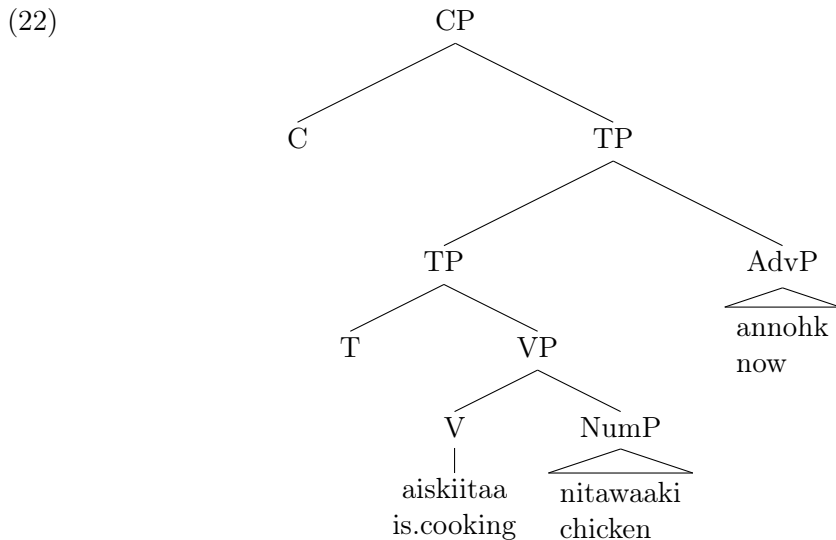 (22)
CP
C TP
TP AdvP
annohk
now
T VP
V NumP
aiskiitaa nitawaaki
is.cooking chicken